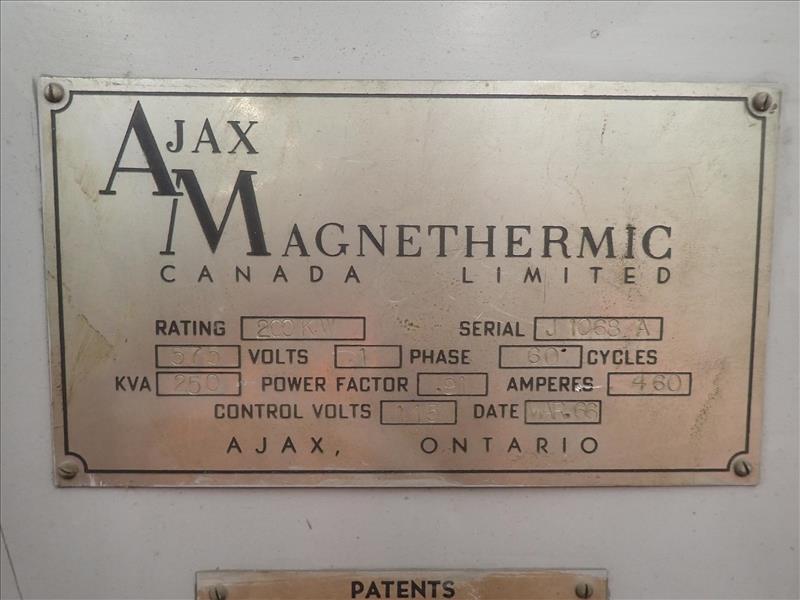 AJAX
MAGNETHERMIC
CANADA LIMITED
RATING 200 KW SERIAL J 1068 A
575 VOLTS 1 PHASE 60 CYCLES
KVA 250 POWER FACTOR .91 AMPERES 460
CONTROL VOLTS 115 DATE MAR.66
AJAX, ONTARIO
PATENTS